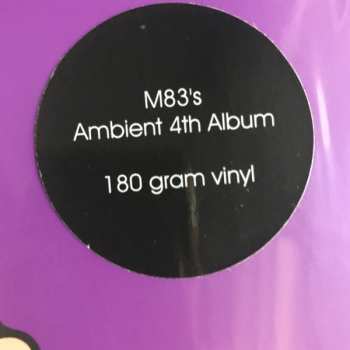 M83's
Ambient 4th Album
180 gram vinyl